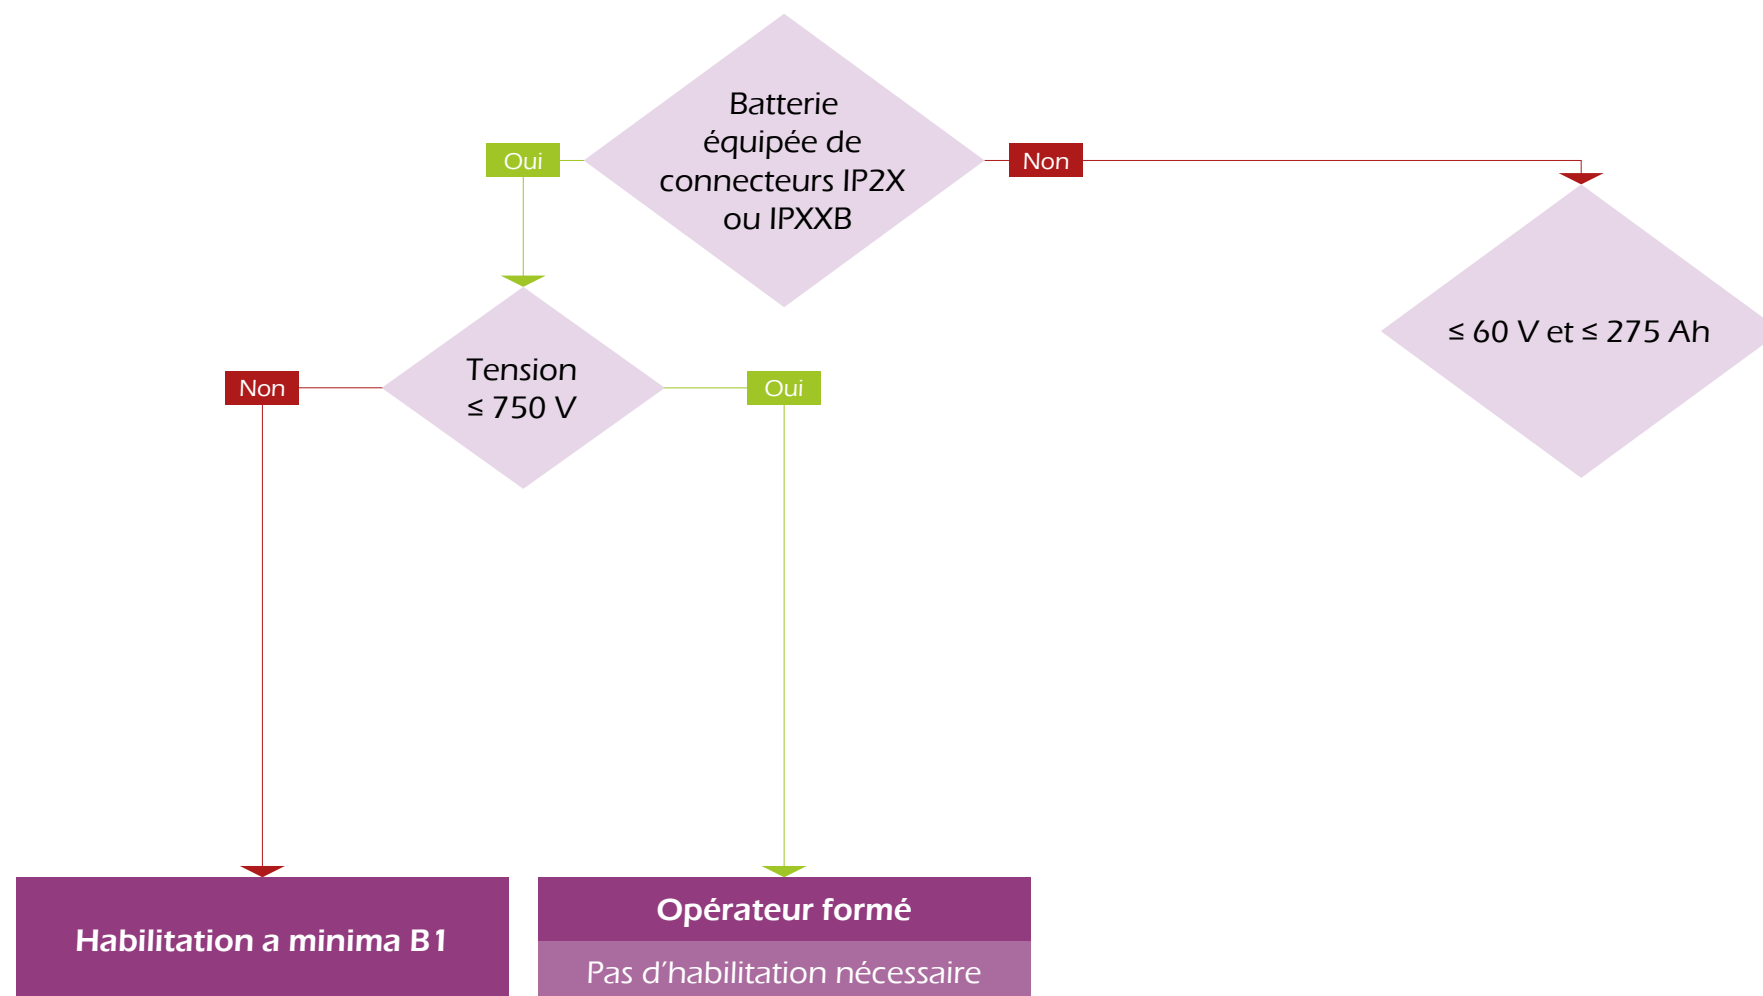 Batterie
équipée de
connecteurs IP2X
ou IPXXB
Oui
Non
≤ 60 V et ≤ 275 Ah
Tension
≤ 750 V
Non
Oui
Habilitation a minima B1
Opérateur formé
Pas d’habilitation nécessaire